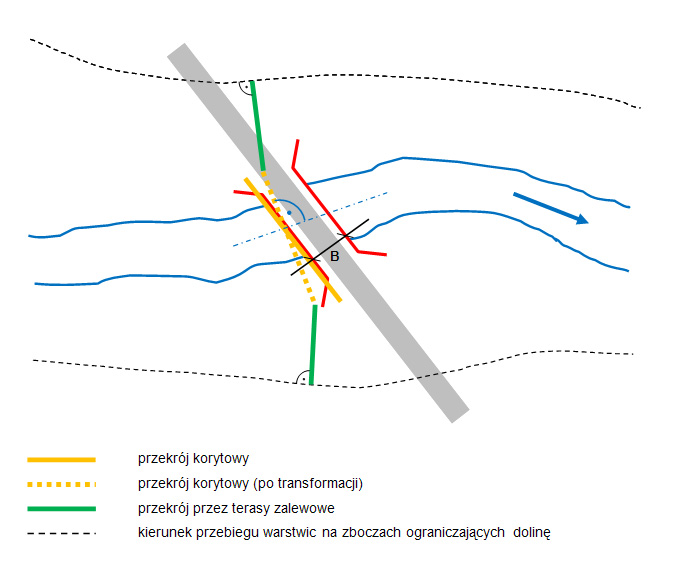 B
przekrój korytowy
przekrój korytowy (po transformacji)
przekrój przez terasy zalewowe
kierunek przebiegu warstwic na zboczach ograniczających dolinę